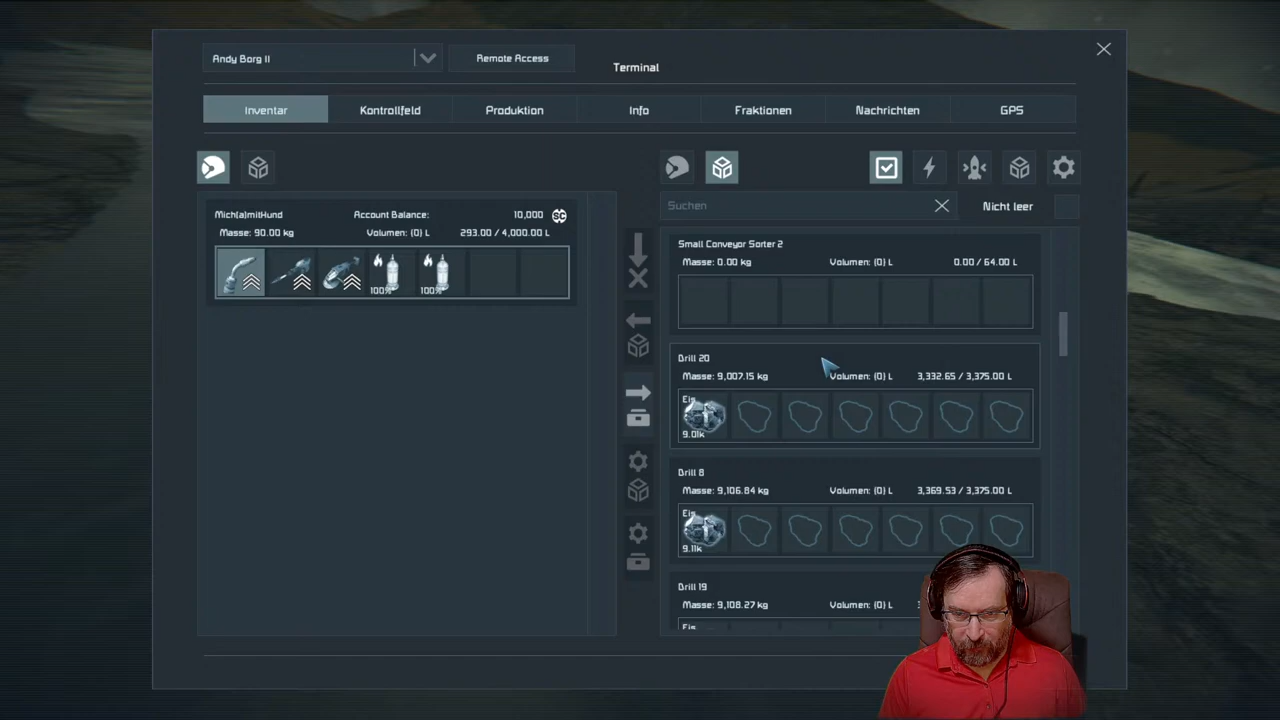 Andy Borg II
Remote Access
Terminal
Inventar
Kontrollfeld
Produktion
Info
Fraktionen
Nachrichten
GPS
Suchen
Nicht leer
Mich(a)mitHund
Account Balance:
10,000
SC
Masse: 90.00 kg
Volumen: (0) L
293.00 / 4,000.00 L
100%
100%
Small Conveyor Sorter 2
Masse: 0.00 kg
Volumen: (0) L
0.00 / 64.00 L
Drill 20
Masse: 9,007.15 kg
Volumen: (0) L
3,332.65 / 3,375.00 L
Eis
9.01k
Drill 8
Masse: 9,106.84 kg
Volumen: (0) L
3,369.53 / 3,375.00 L
Eis
9.11k
Drill 19
Masse: 9,108.27 kg
Volumen: (0) L
Eis